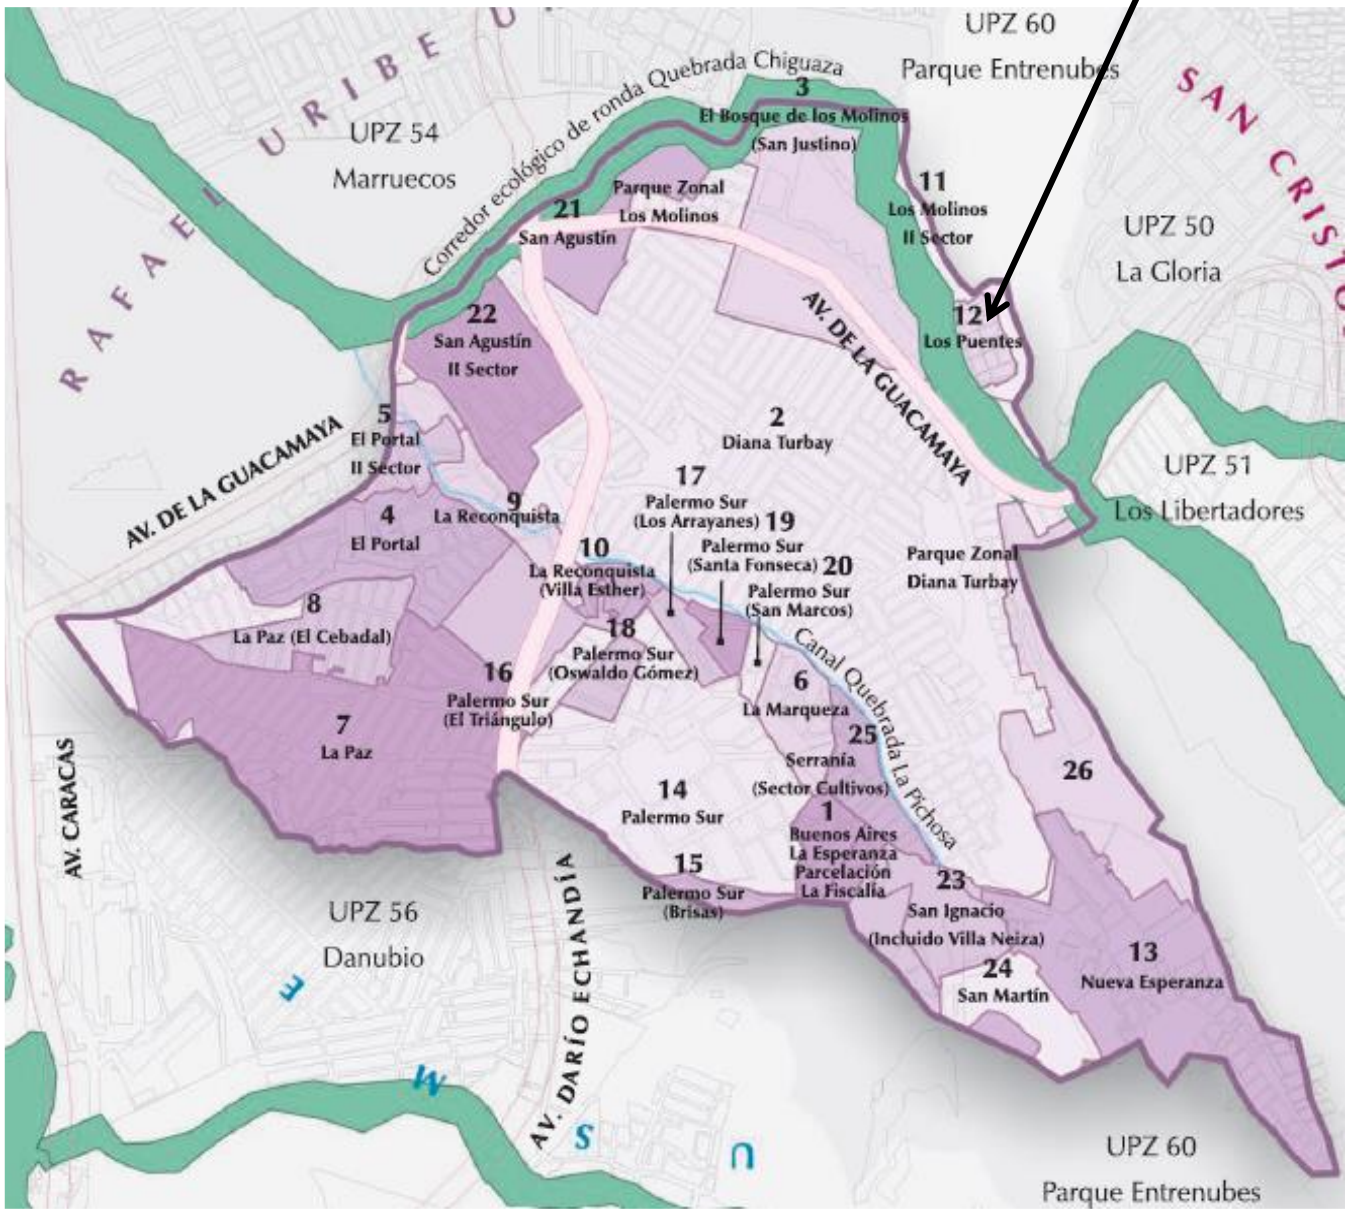 UPZ 60
Parque Entrenubes
RAFAEL URIBE U
SAN CRISTO
UPZ 54
Marruecos
Corredor ecológico de ronda Quebrada Chiguaza
3
El Bosque de los Molinos
(San Justino)
11
Los Molinos
II Sector
Parque Zonal
Los Molinos
21
San Agustín
UPZ 50
La Gloria
22
San Agustín
II Sector
12
Los Puentes
AV. DE LA GUACAMAYA
5
El Portal
II Sector
2
Diana Turbay
AV. DE LA GUACAMAYA
UPZ 51
Los Libertadores
17
Palermo Sur
(Los Arrayanes)
9
La Reconquista
4
El Portal
19
Palermo Sur
(Santa Fonseca)
10
La Reconquista
(Villa Esther)
20
Palermo Sur
(San Marcos)
Parque Zonal
Diana Turbay
8
La Paz (El Cebadal)
18
Palermo Sur
(Oswaldo Gómez)
Canal Quebrada La Pichosa
16
Palermo Sur
(El Triángulo)
6
La Marqueza
7
La Paz
25
Serranía
(Sector Cultivos)
26
14
Palermo Sur
AV. CARACAS
1
Buenos Aires
La Esperanza
Parcelación
La Fiscalía
15
Palermo Sur
(Brisas)
23
San Ignacio
(Incluido Villa Neiza)
UPZ 56
Danubio
AV. DARÍO ECHANDÍA
13
Nueva Esperanza
24
San Martín
U S M E
UPZ 60
Parque Entrenubes